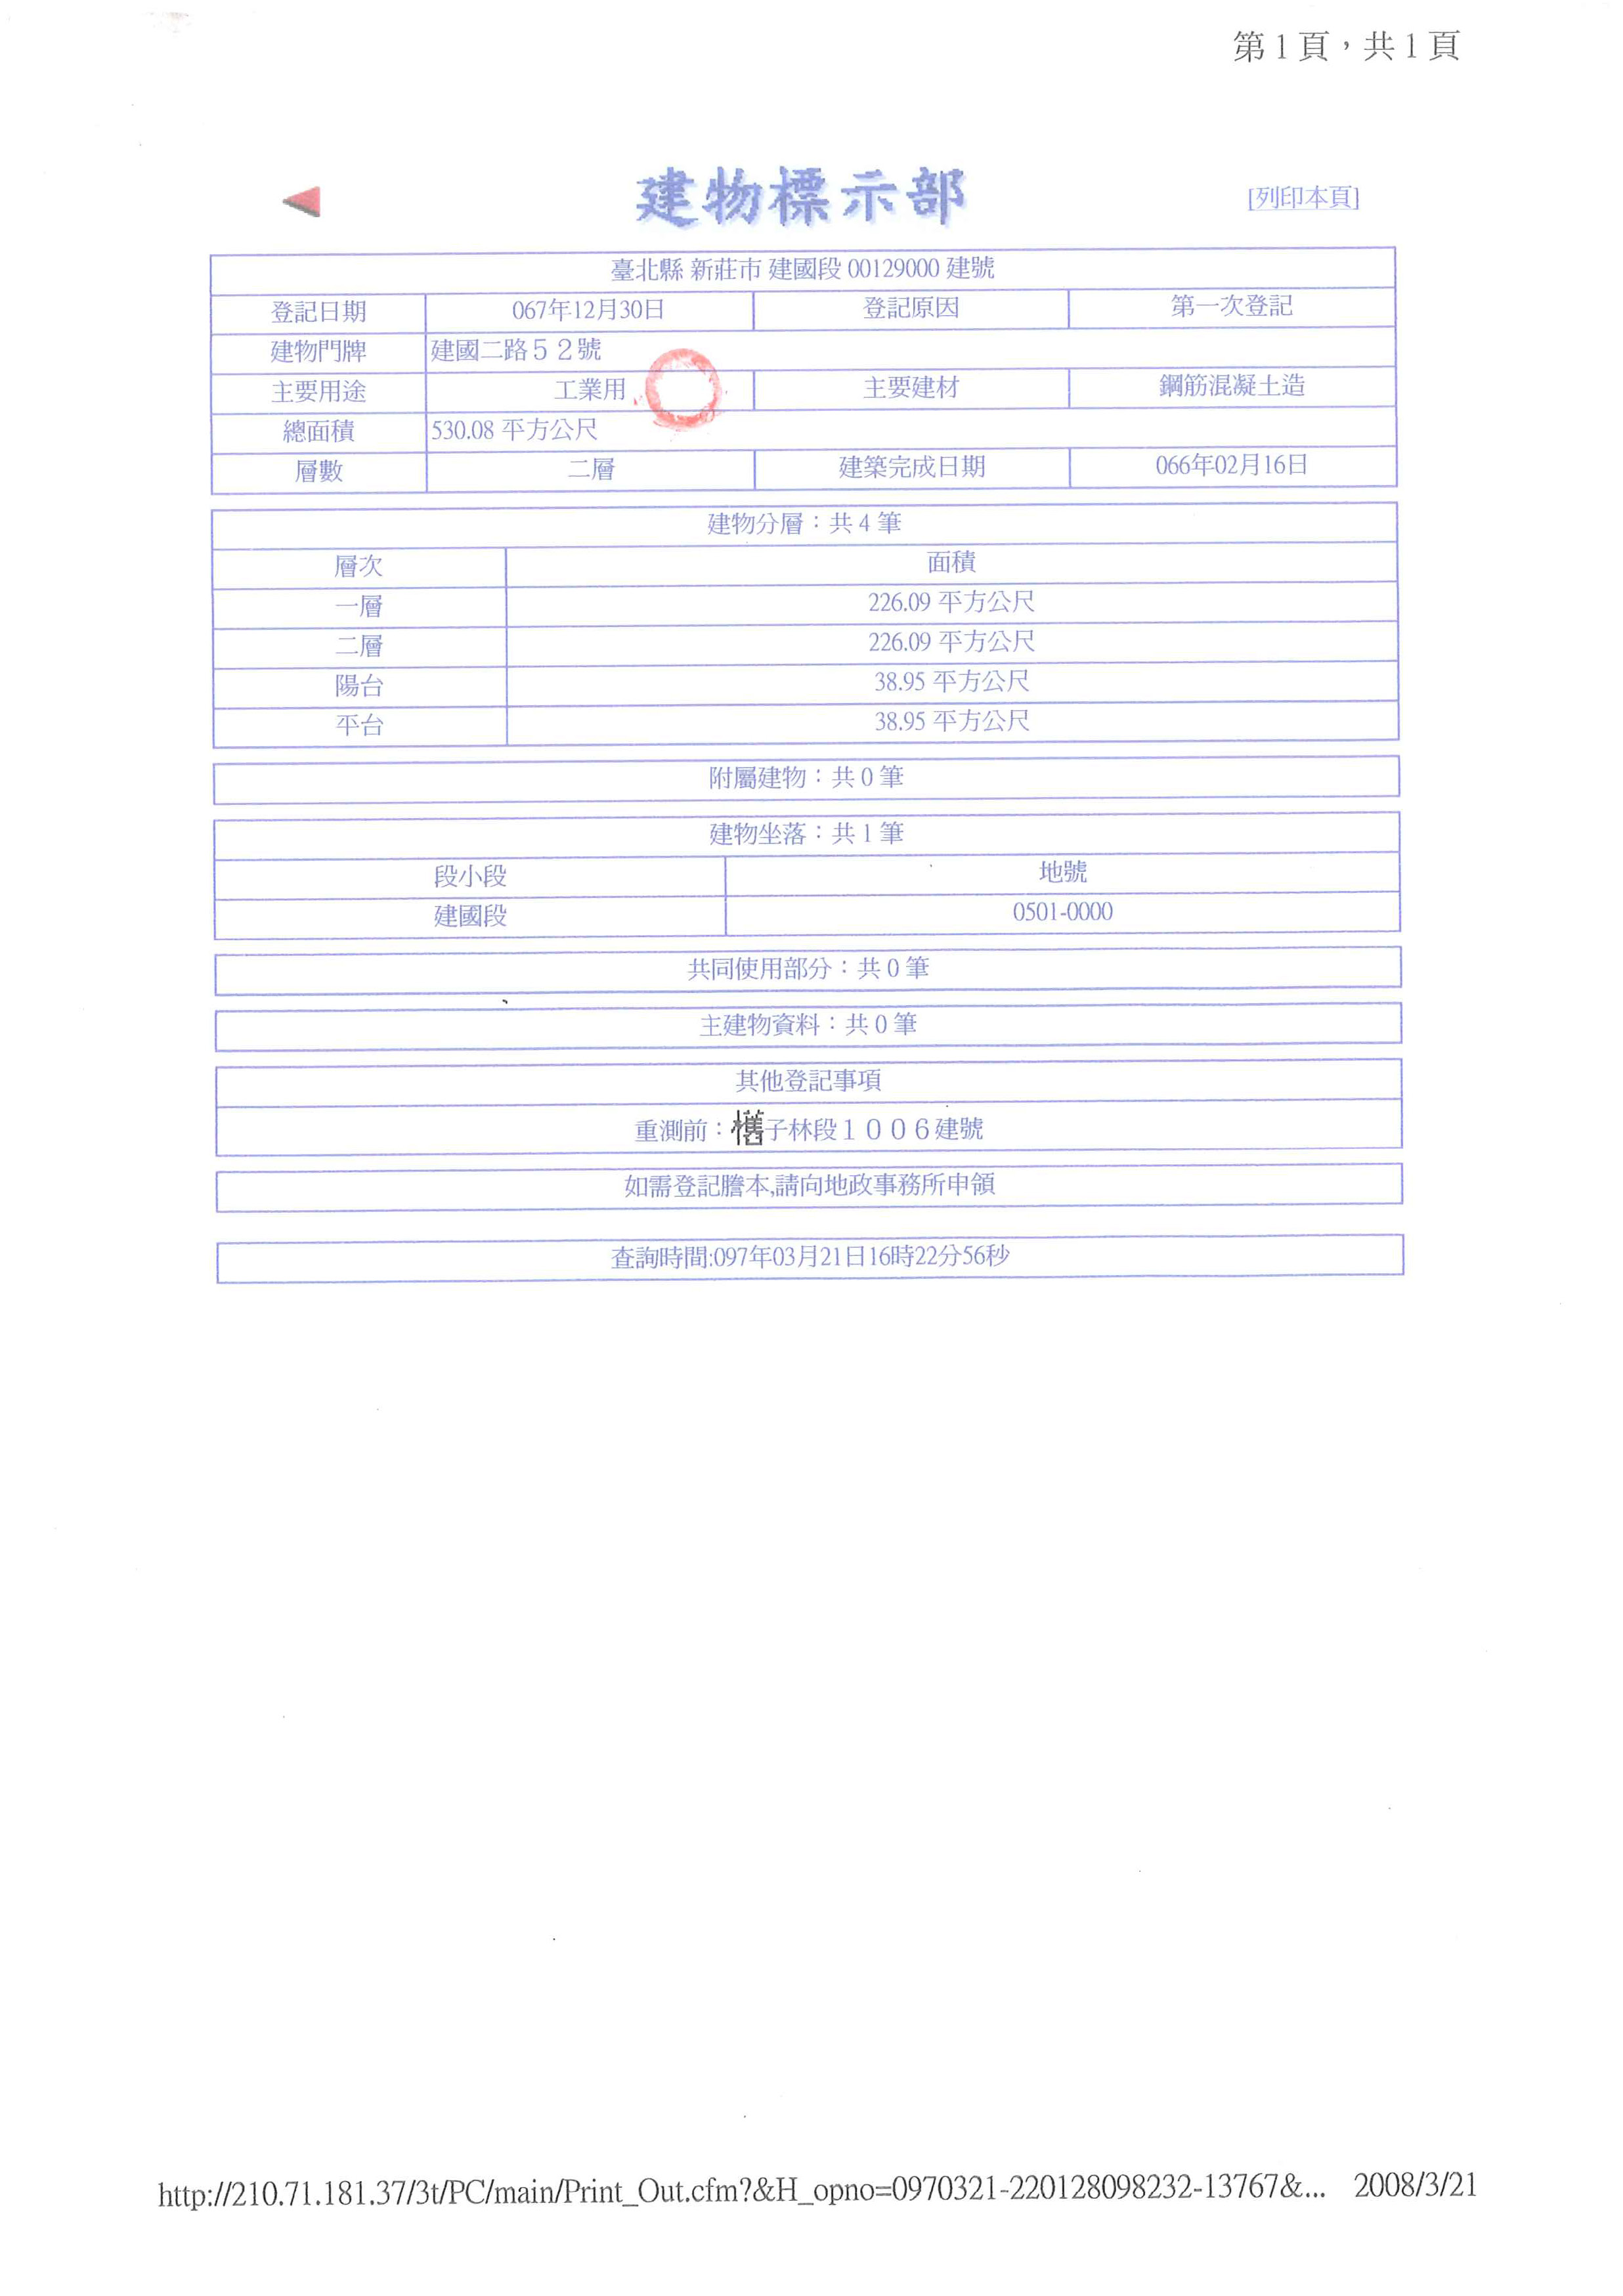 第1頁，共1頁
建物標示部
[列印本頁]
臺北縣 新莊市 建國段 00129000 建號
登記日期 067年12月30日 登記原因 第一次登記
建物門牌 建國二路５２號
主要用途 工業用 主要建材 鋼筋混凝土造
總面積 530.08 平方公尺
層數 二層 建築完成日期 066年02月16日
建物分層：共 4 筆
層次 面積
一層 226.09 平方公尺
二層 226.09 平方公尺
陽台 38.95 平方公尺
平台 38.95 平方公尺
附屬建物：共 0 筆
建物坐落：共 1 筆
段小段 地號
建國段 0501-0000
共同使用部分：共 0 筆
主建物資料：共 0 筆
其他登記事項
重測前：子林段１００６建號
如需登記謄本,請向地政事務所申領
查詢時間:097年03月21日16時22分56秒
http://210.71.181.37/3t/PC/main/Print_Out.cfm?&H_opno=0970321-220128098232-13767&... 2008/3/21